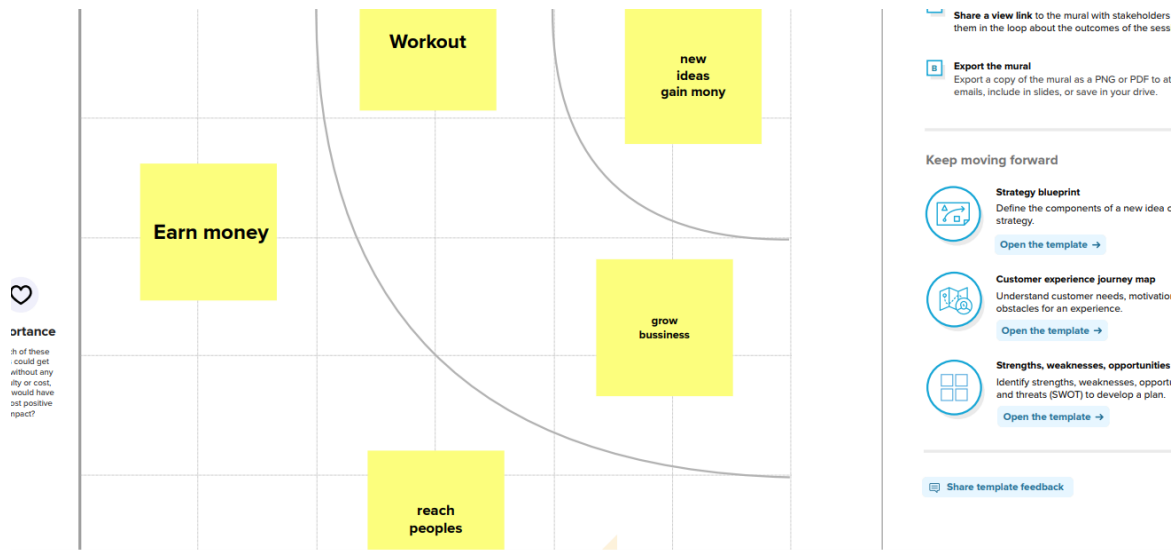 Workout
new
ideas
gain mony
Earn money
grow
bussiness
reach
peoples
ortance
of these
could get
without any
or cost,
would have
positive
Share a view link to the mural with stakeholders
them in the loop about the outcomes of the
B
Export the mural
Export a copy of the mural as a PNG or PDF to
emails, include in slides, or save in your drive.
Keep moving forward
Strategy blueprint
Define the components of a new idea
strategy.
Open the template →
Customer experience journey map
Understand customer needs,
obstacles for an experience.
Open the template →
Strengths, weaknesses, opportunities
Identify strengths, weaknesses,
and threats (SWOT) to develop a plan.
Open the template →
Share template feedback